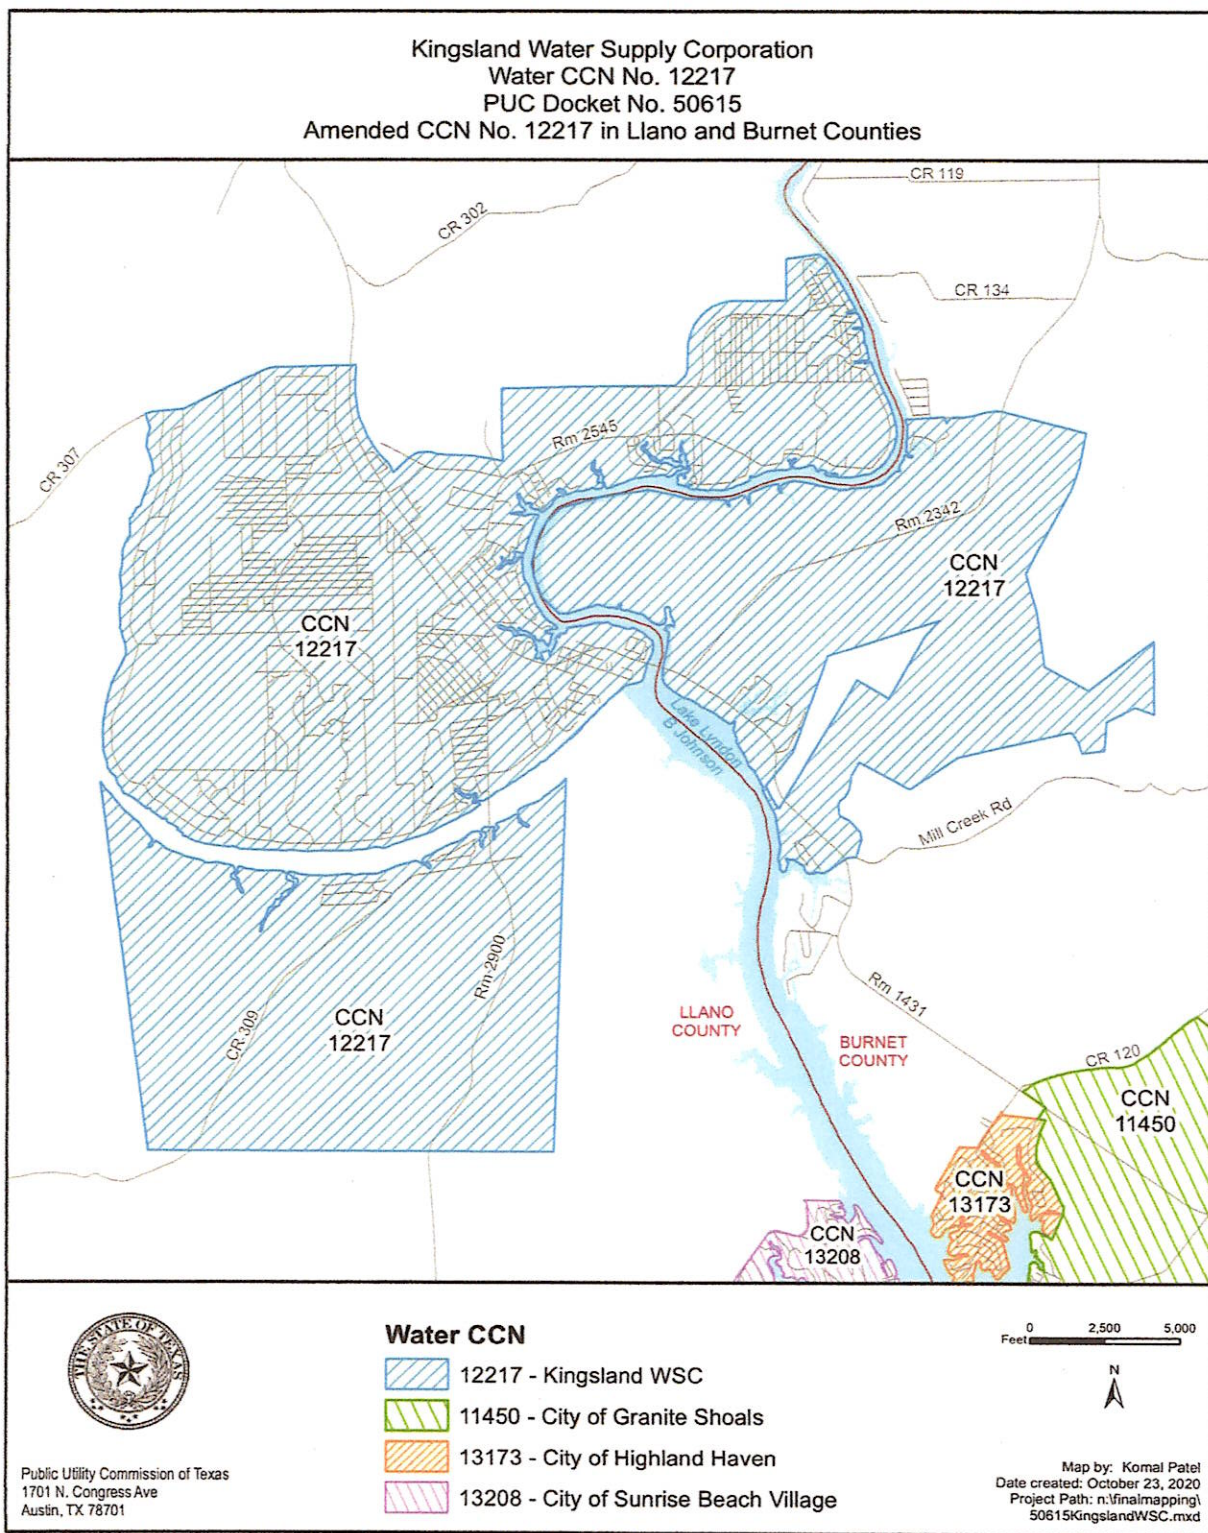 Kingsland Water Supply Corporation
Water CCN No. 12217
PUC Docket No. 50615
Amended CCN No. 12217 in Llano and Burnet Counties
CR 119
CR 302
CR 134
Rm 2545
CR 307
Rm 2342
CCN
12217
CCN
12217
Lake Lyndon
B Johnson
Mill Creek Rd
Rm 2900
Rm 1431
LLANO
COUNTY
CCN
12217
CR 309
BURNET
COUNTY
CR 120
CCN
11450
CCN
13173
CCN
13208
THE STATE OF TEXAS
Water CCN
12217 - Kingsland WSC
11450 - City of Granite Shoals
13173 - City of Highland Haven
13208 - City of Sunrise Beach Village
0 2,500 5,000
Feet
N
Public Utility Commission of Texas
1701 N. Congress Ave
Austin, TX 78701
Map by: Komal Patel
Date created: October 23, 2020
Project Path: n:\finalmapping\
50615KingslandWSC.mxd